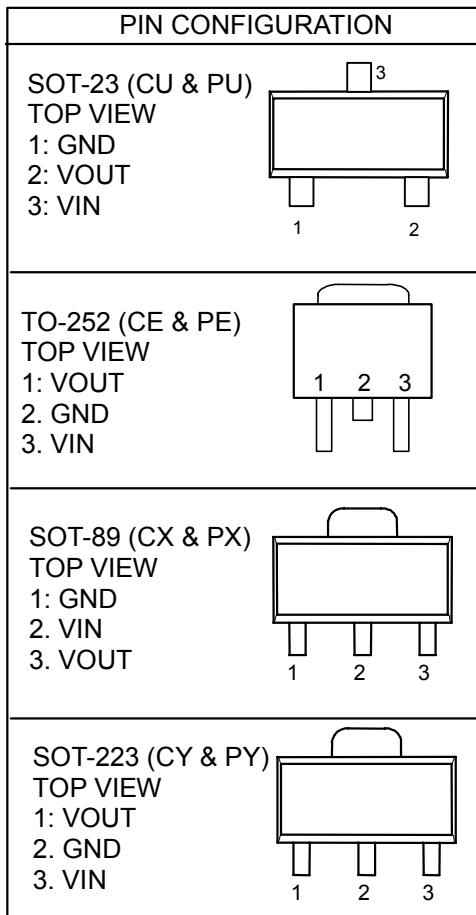 PIN CONFIGURATION
SOT-23 (CU & PU)
TOP VIEW
1: GND
2: VOUT
3: VIN
3
1 2
TO-252 (CE & PE)
TOP VIEW
1: VOUT
2. GND
3. VIN
1 2 3
SOT-89 (CX & PX)
TOP VIEW
1: GND
2. VIN
3. VOUT
1 2 3
SOT-223 (CY & PY)
TOP VIEW
1: VOUT
2. GND
3. VIN
1 2 3